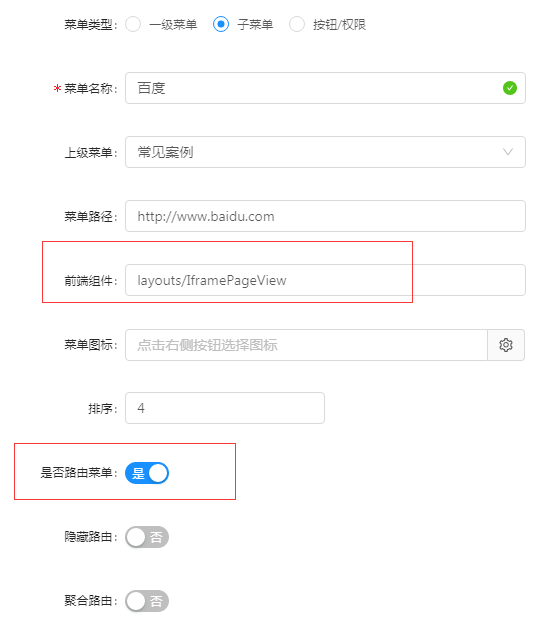 菜单类型： 一级菜单 子菜单 按钮/权限
* 菜单名称： 百度
上级菜单： 常见案例
菜单路径： http://www.baidu.com
前端组件： layouts/IframePageView
菜单图标： 点击右侧按钮选择图标
排序： 4
是否路由菜单： 是
隐藏路由： 否
聚合路由： 否